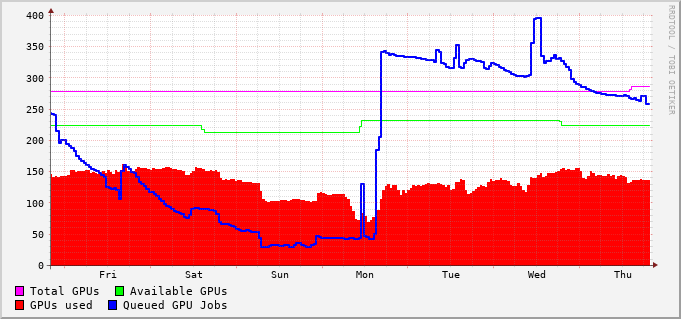 400
350
300
250
200
150
100
50
0
Fri Sat Sun Mon Tue Wed Thu
Total GPUs Available GPUs
GPUs used Queued GPU Jobs
RRDTOOL / TOBI OETIKER